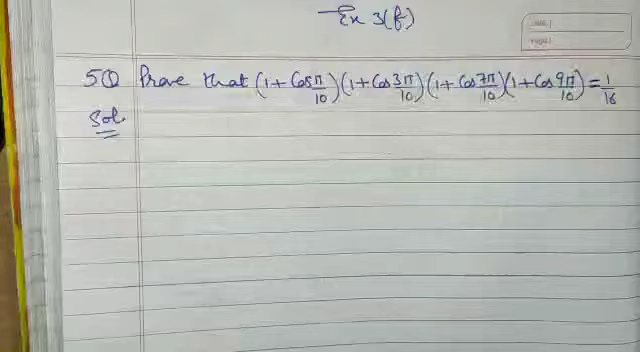 Ex 3(f)
5Q Prove that (1+Cos π/10)(1+Cos 3π/10)(1+Cos 7π/10)(1+Cos 9π/10) = 1/16
Sol.